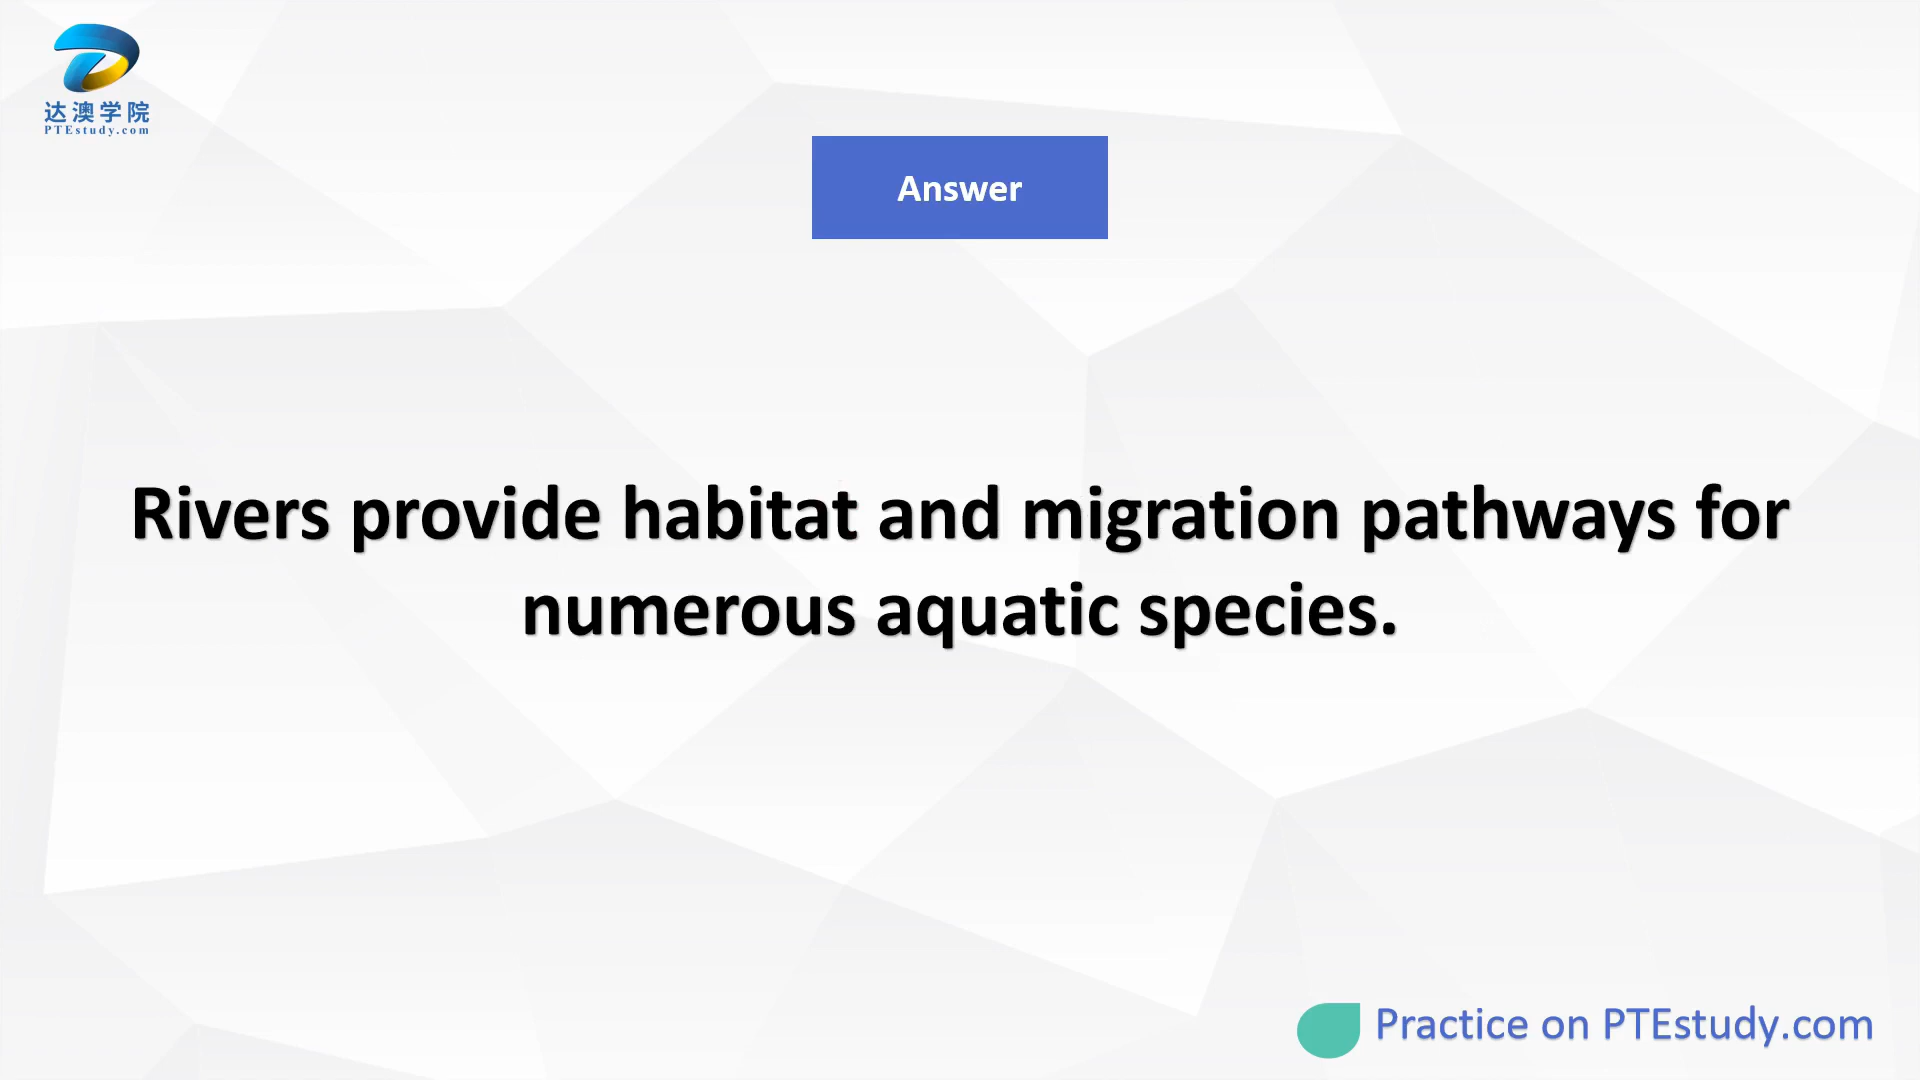 达澳学院
PTEstudy.com
Answer
Rivers provide habitat and migration pathways for
numerous aquatic species.
Practice on PTEstudy.com